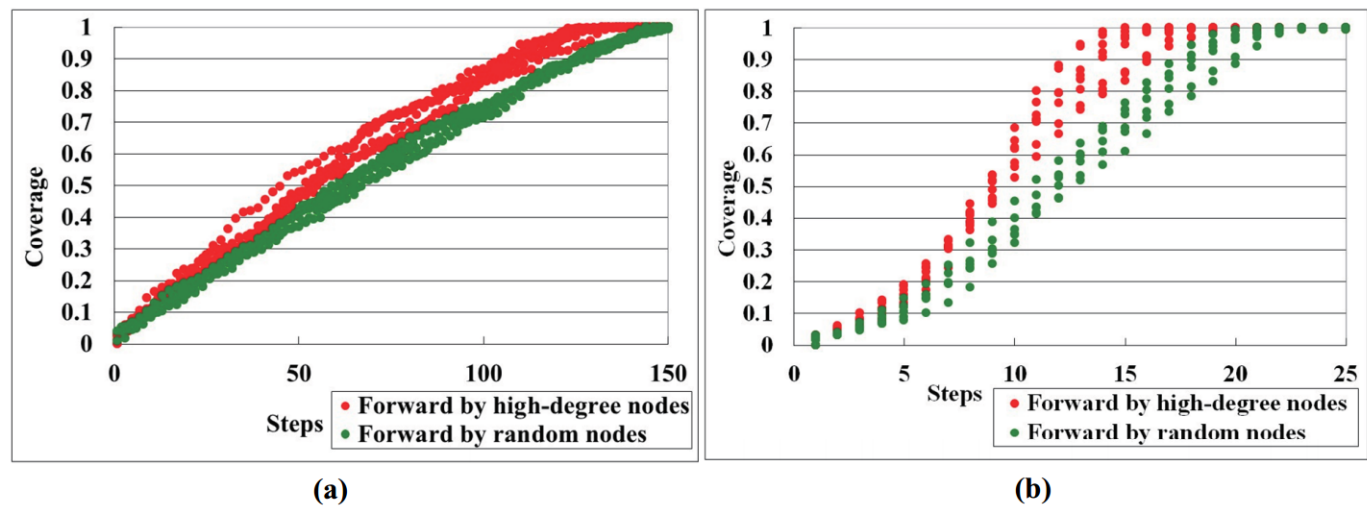 1
0.9
0.8
0.7
0.6
0.5
0.4
0.3
0.2
0.1
0
Coverage
0 50 100 150
Steps
Forward by high-degree nodes
Forward by random nodes
(a)
1
0.9
0.8
0.7
0.6
0.5
0.4
0.3
0.2
0.1
0
Coverage
0 5 10 15 20 25
Steps
Forward by high-degree nodes
Forward by random nodes
(b)